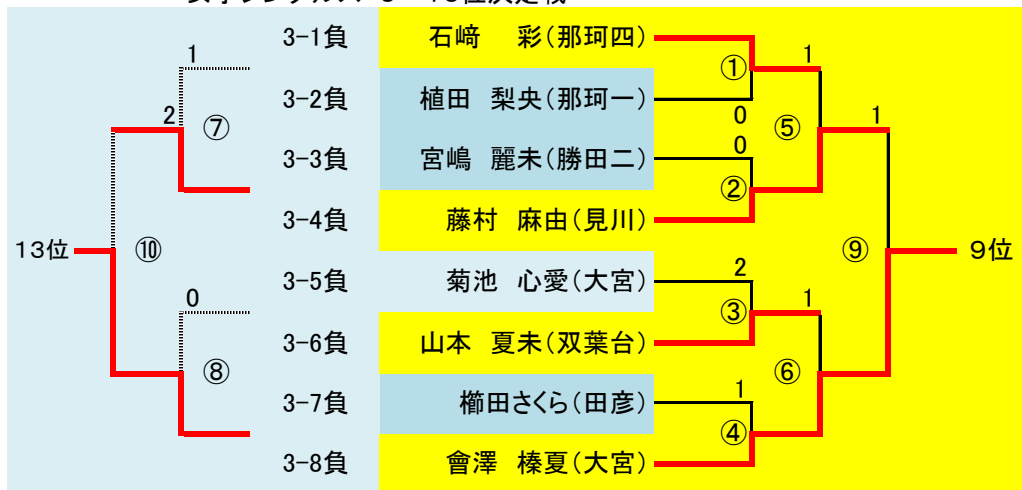 1 3-1負 石﨑 彩(那珂四) ① 1
3-2負 植田 梨央(那珂一) 0
2 ⑦ ⑤ 1
3-3負 宮嶋 麗未(勝田二) 0
②
3-4負 藤村 麻由(見川)
13位 ⑩ ⑨ 9位
3-5負 菊池 心愛(大宮) 2
0 ③ 1
3-6負 山本 夏未(双葉台)
⑧ ⑥
3-7負 櫛田さくら(田彦) 1
④
3-8負 會澤 榛夏(大宮)